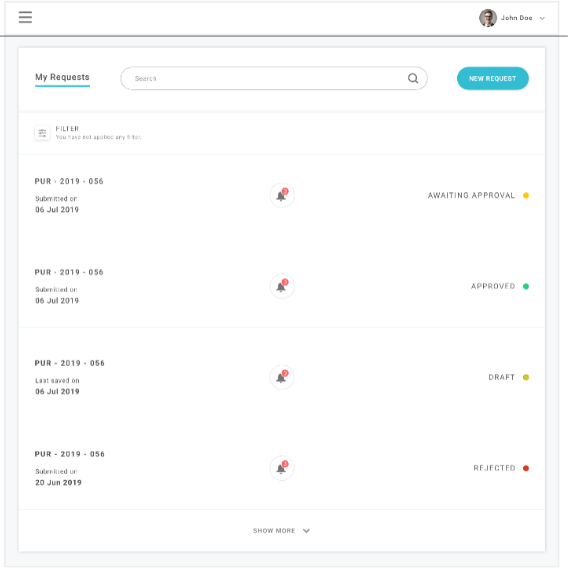 John Doe
My Requests
Search
NEW REQUEST
FILTER
You have not applied any filter.
PUR - 2019 - 056
Submitted on
06 Jul 2019
AWAITING APPROVAL
PUR - 2019 - 056
Submitted on
06 Jul 2019
APPROVED
PUR - 2019 - 056
Last saved on
06 Jul 2019
DRAFT
PUR - 2019 - 056
Submitted on
20 Jun 2019
REJECTED
SHOW MORE